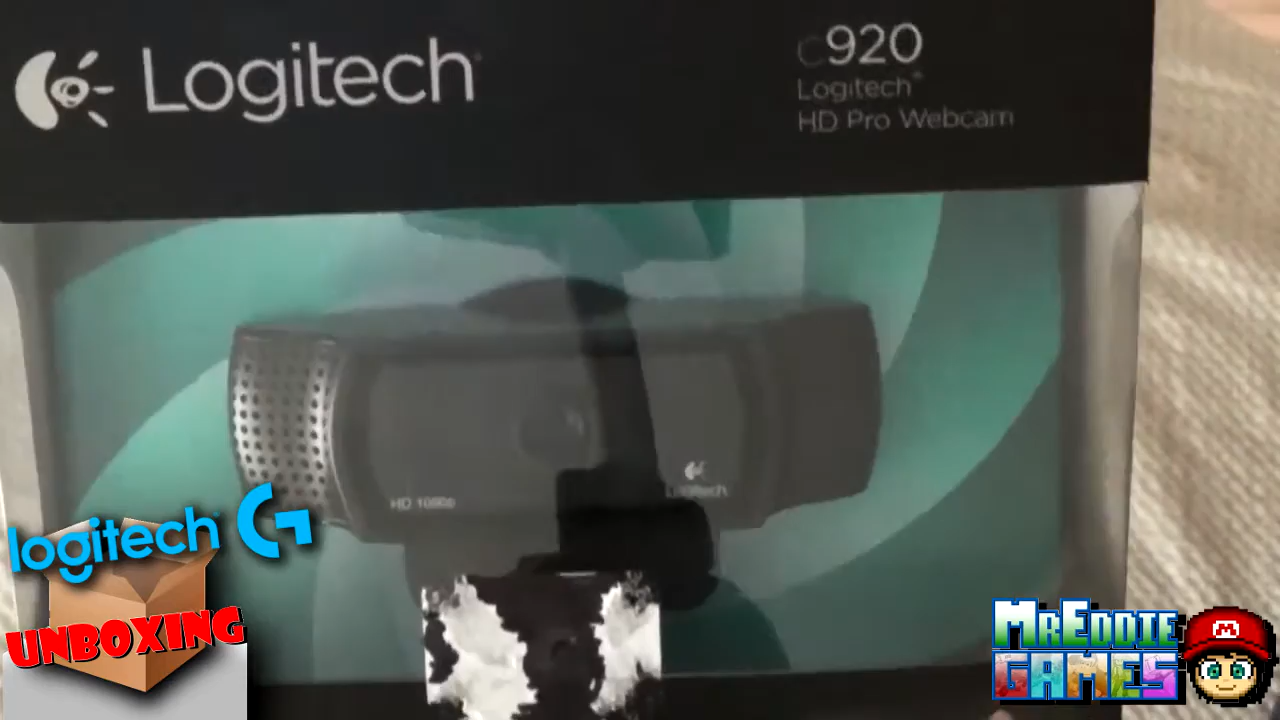 Logitech
C920
Logitech®
HD Pro Webcam
HD 1080p
Logitech
logitech G
UNBOXING
MREDDIE
GAMES